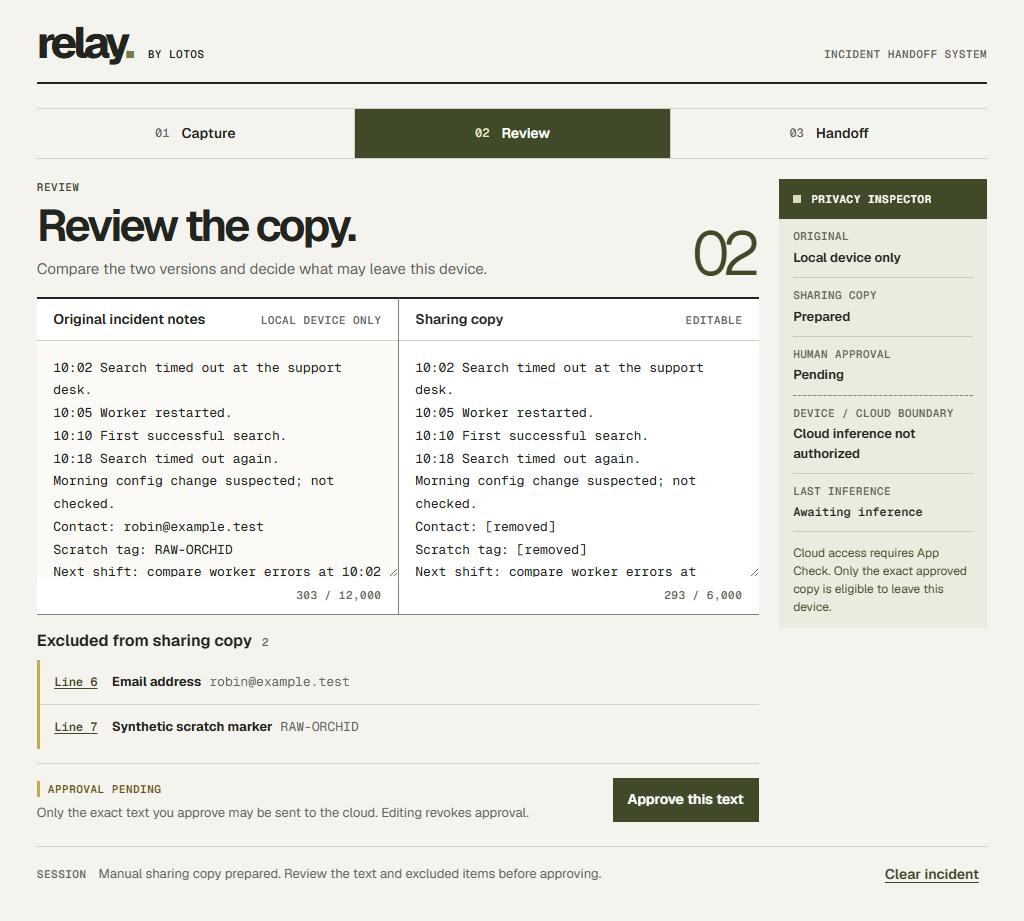 relay. BY LOTOS
INCIDENT HANDOFF SYSTEM
01 Capture
02 Review
03 Handoff
REVIEW
Review the copy.
Compare the two versions and decide what may leave this device.
02
Original incident notes LOCAL DEVICE ONLY
10:02 Search timed out at the support
desk.
10:05 Worker restarted.
10:10 First successful search.
10:18 Search timed out again.
Morning config change suspected; not
checked.
Contact: robin@example.test
Scratch tag: RAW-ORCHID
Next shift: compare worker errors at 10:02
303 / 12,000
Sharing copy EDITABLE
10:02 Search timed out at the support
desk.
10:05 Worker restarted.
10:10 First successful search.
10:18 Search timed out again.
Morning config change suspected; not
checked.
Contact: [removed]
Scratch tag: [removed]
Next shift: compare worker errors at
293 / 6,000
Excluded from sharing copy 2
Line 6 Email address robin@example.test
Line 7 Synthetic scratch marker RAW-ORCHID
APPROVAL PENDING
Only the exact text you approve may be sent to the cloud. Editing revokes approval.
Approve this text
PRIVACY INSPECTOR
ORIGINAL
Local device only
SHARING COPY
Prepared
HUMAN APPROVAL
Pending
DEVICE / CLOUD BOUNDARY
Cloud inference not
authorized
LAST INFERENCE
Awaiting inference
Cloud access requires App
Check. Only the exact approved
copy is eligible to leave this
device.
SESSION Manual sharing copy prepared. Review the text and excluded items before approving.
Clear incident